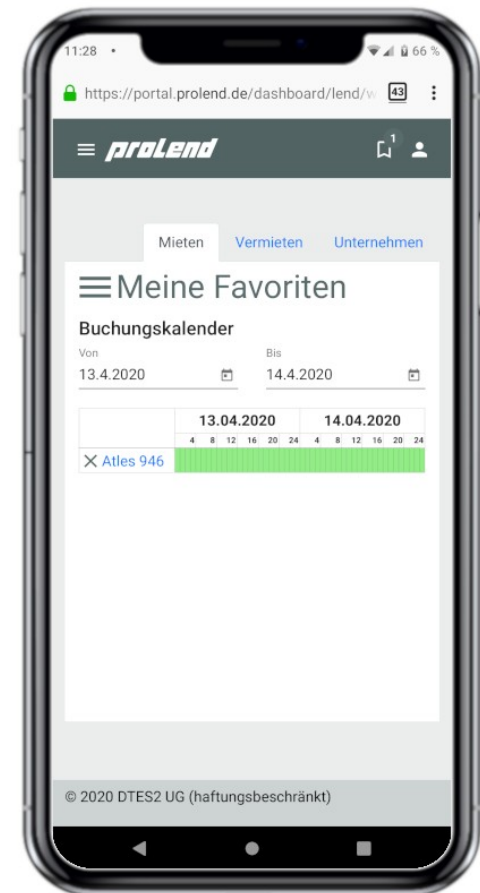 11:28
66 %
https://portal.prolend.de/dashboard/lend/w
43
proLend
1
Mieten Vermieten Unternehmen
Meine Favoriten
Buchungskalender
Von Bis
13.4.2020 14.4.2020
13.04.2020 14.04.2020
4 8 12 16 20 24 4 8 12 16 20 24
Atles 946
© 2020 DTES2 UG (haftungsbeschränkt)